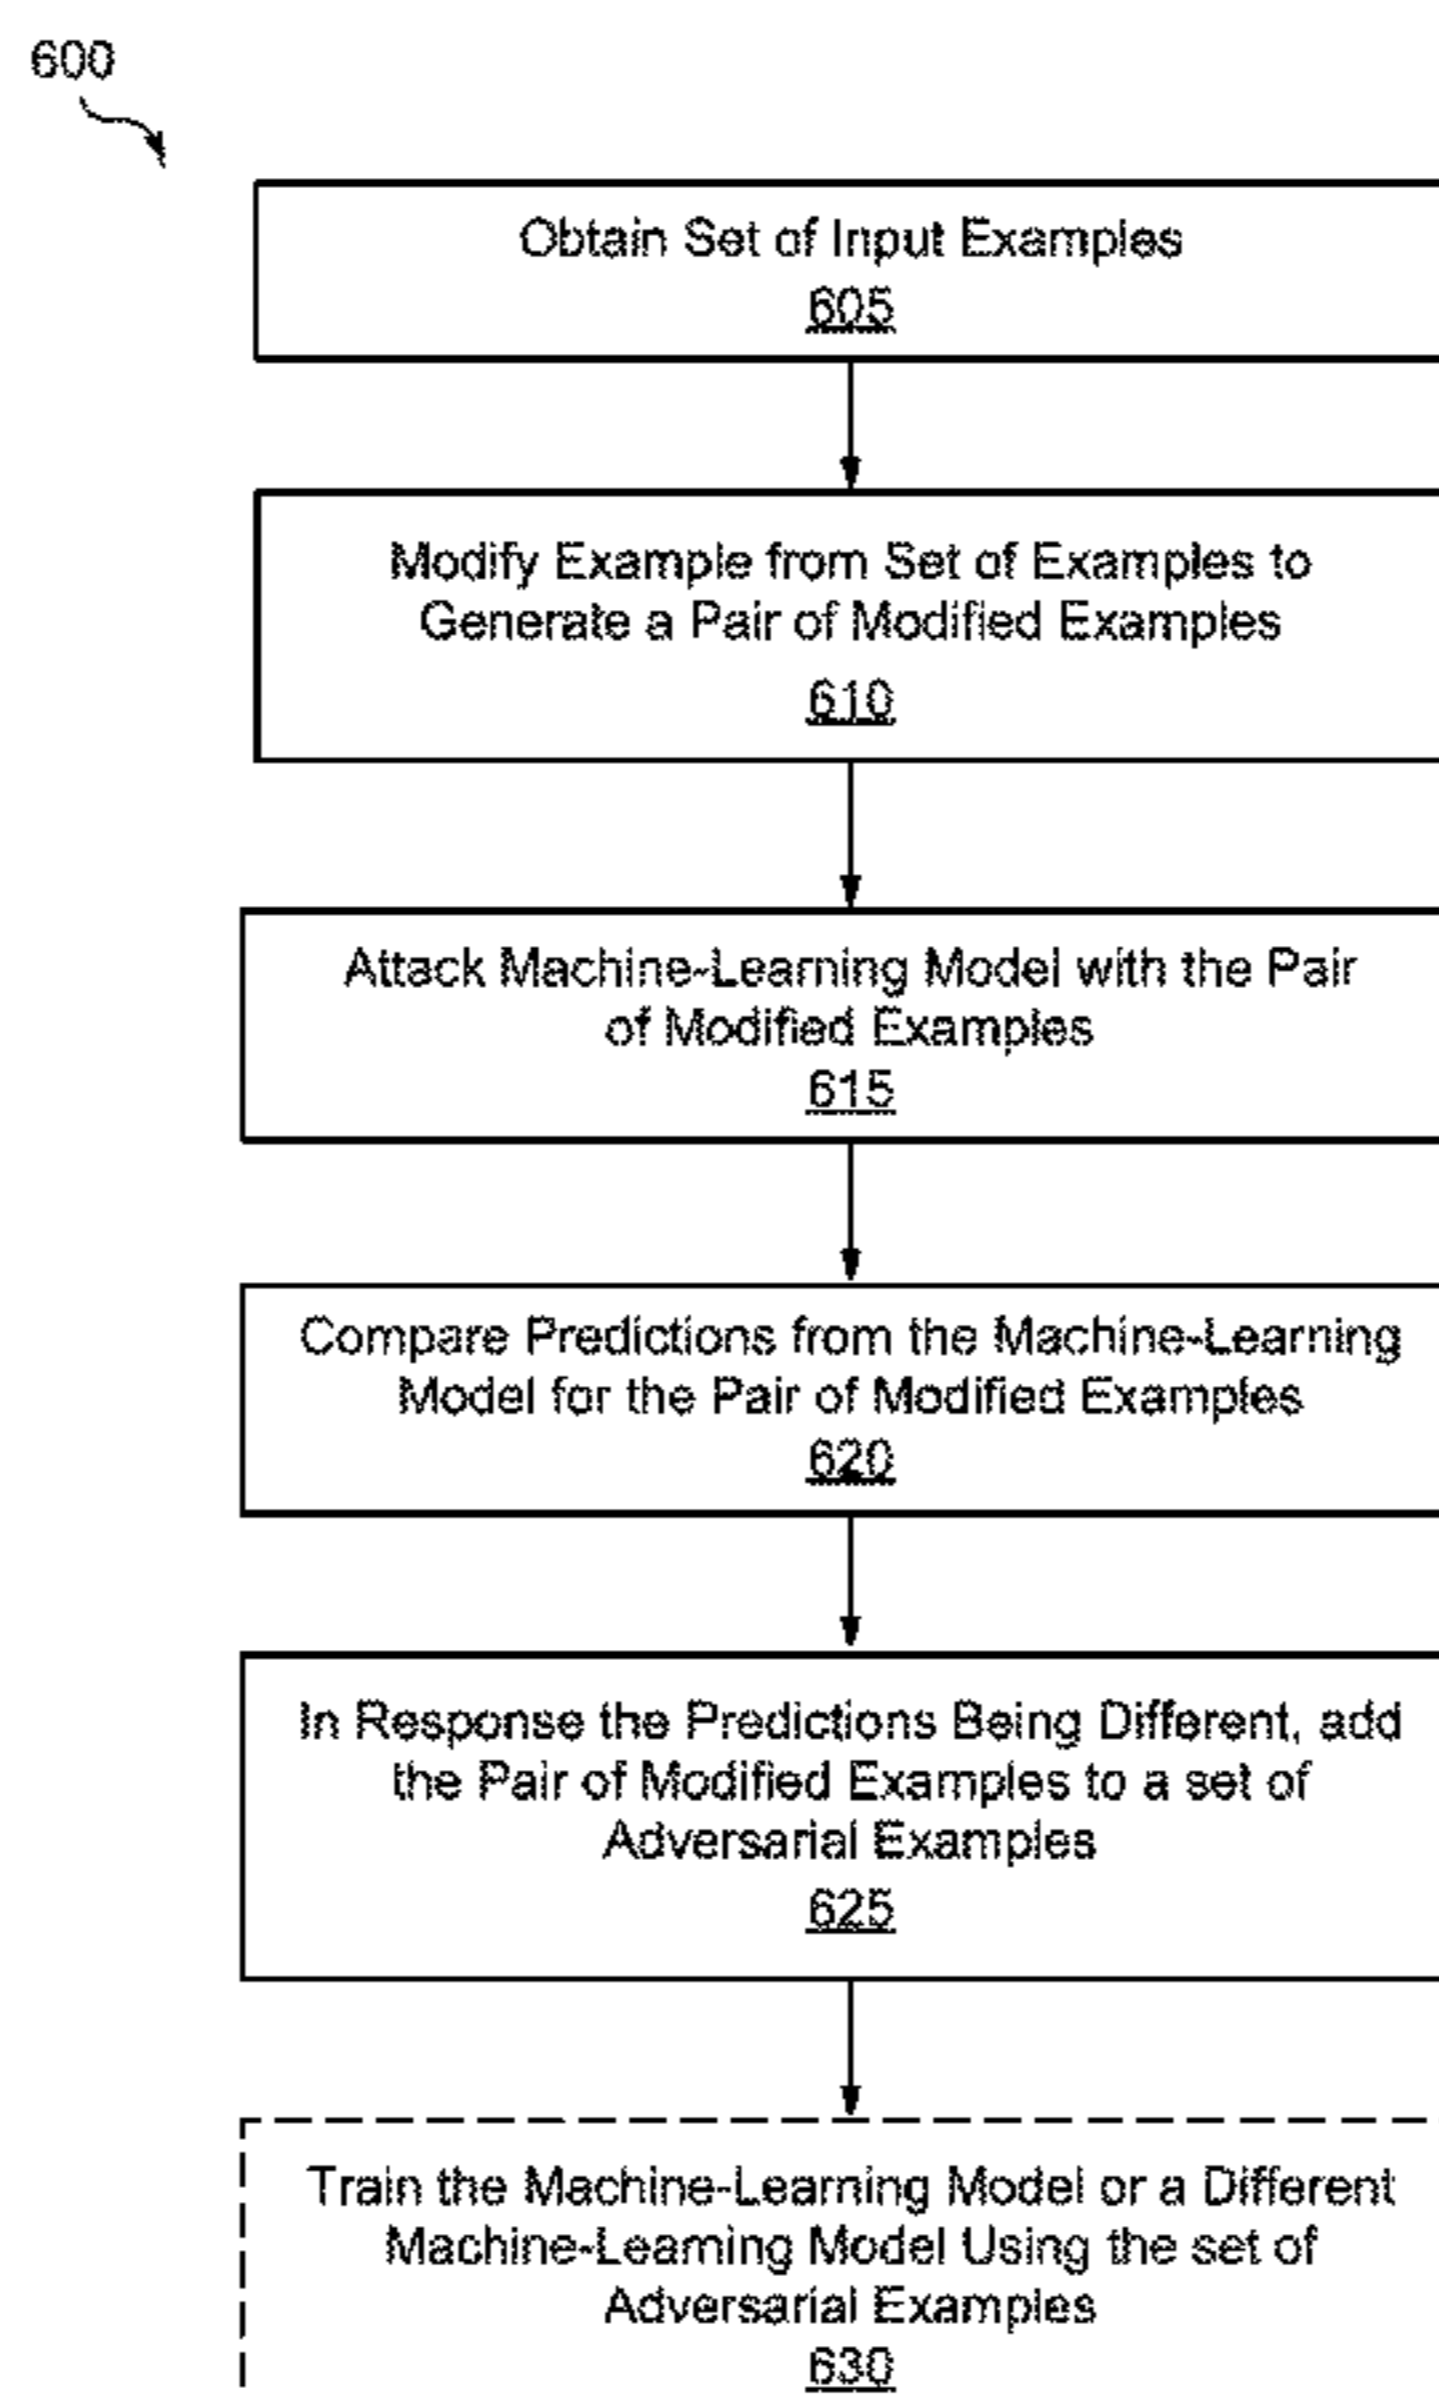 600
Obtain Set of Input Examples
605
Modify Example from Set of Examples to
Generate a Pair of Modified Examples
610
Attack Machine-Learning Model with the Pair
of Modified Examples
615
Compare Predictions from the Machine-Learning
Model for the Pair of Modified Examples
620
In Response the Predictions Being Different, add
the Pair of Modified Examples to a set of
Adversarial Examples
625
Train the Machine-Learning Model or a Different
Machine-Learning Model Using the set of
Adversarial Examples
630